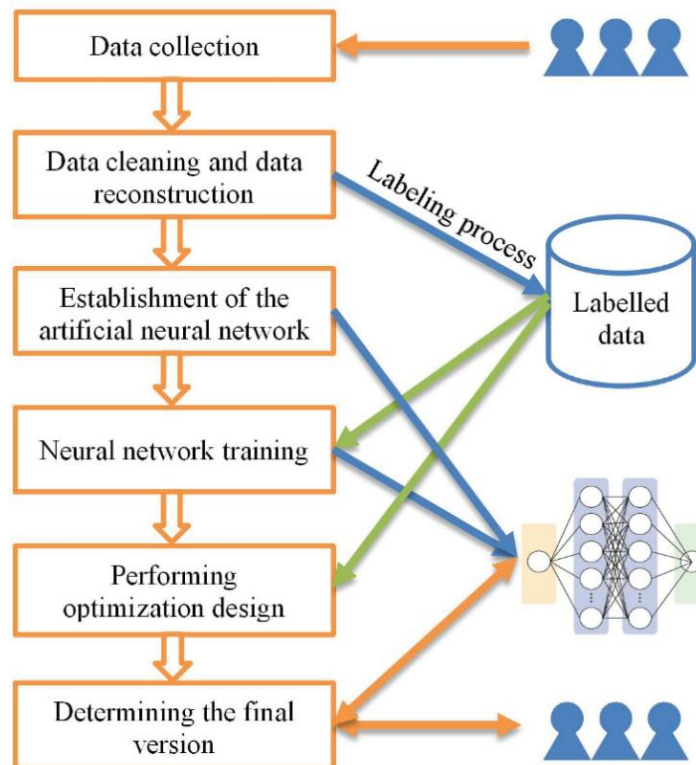 Data collection
Data cleaning and data
reconstruction
Labeling process
Establishment of the
artificial neural network
Labelled
data
Neural network training
Performing
optimization design
Determining the final
version